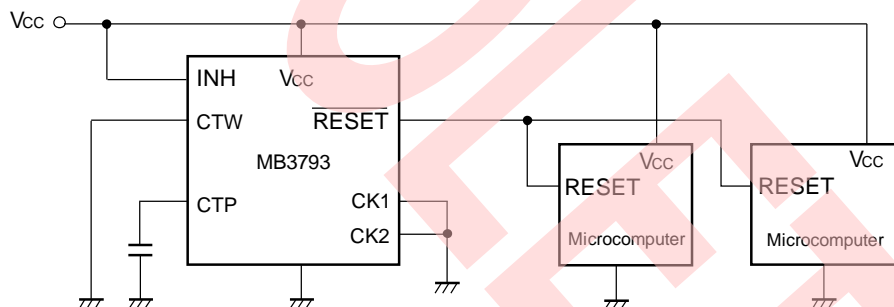 VCC
INH
VCC
CTW
RESET
MB3793
CTP
CK1
CK2
VCC
RESET
Microcomputer
VCC
RESET
Microcomputer